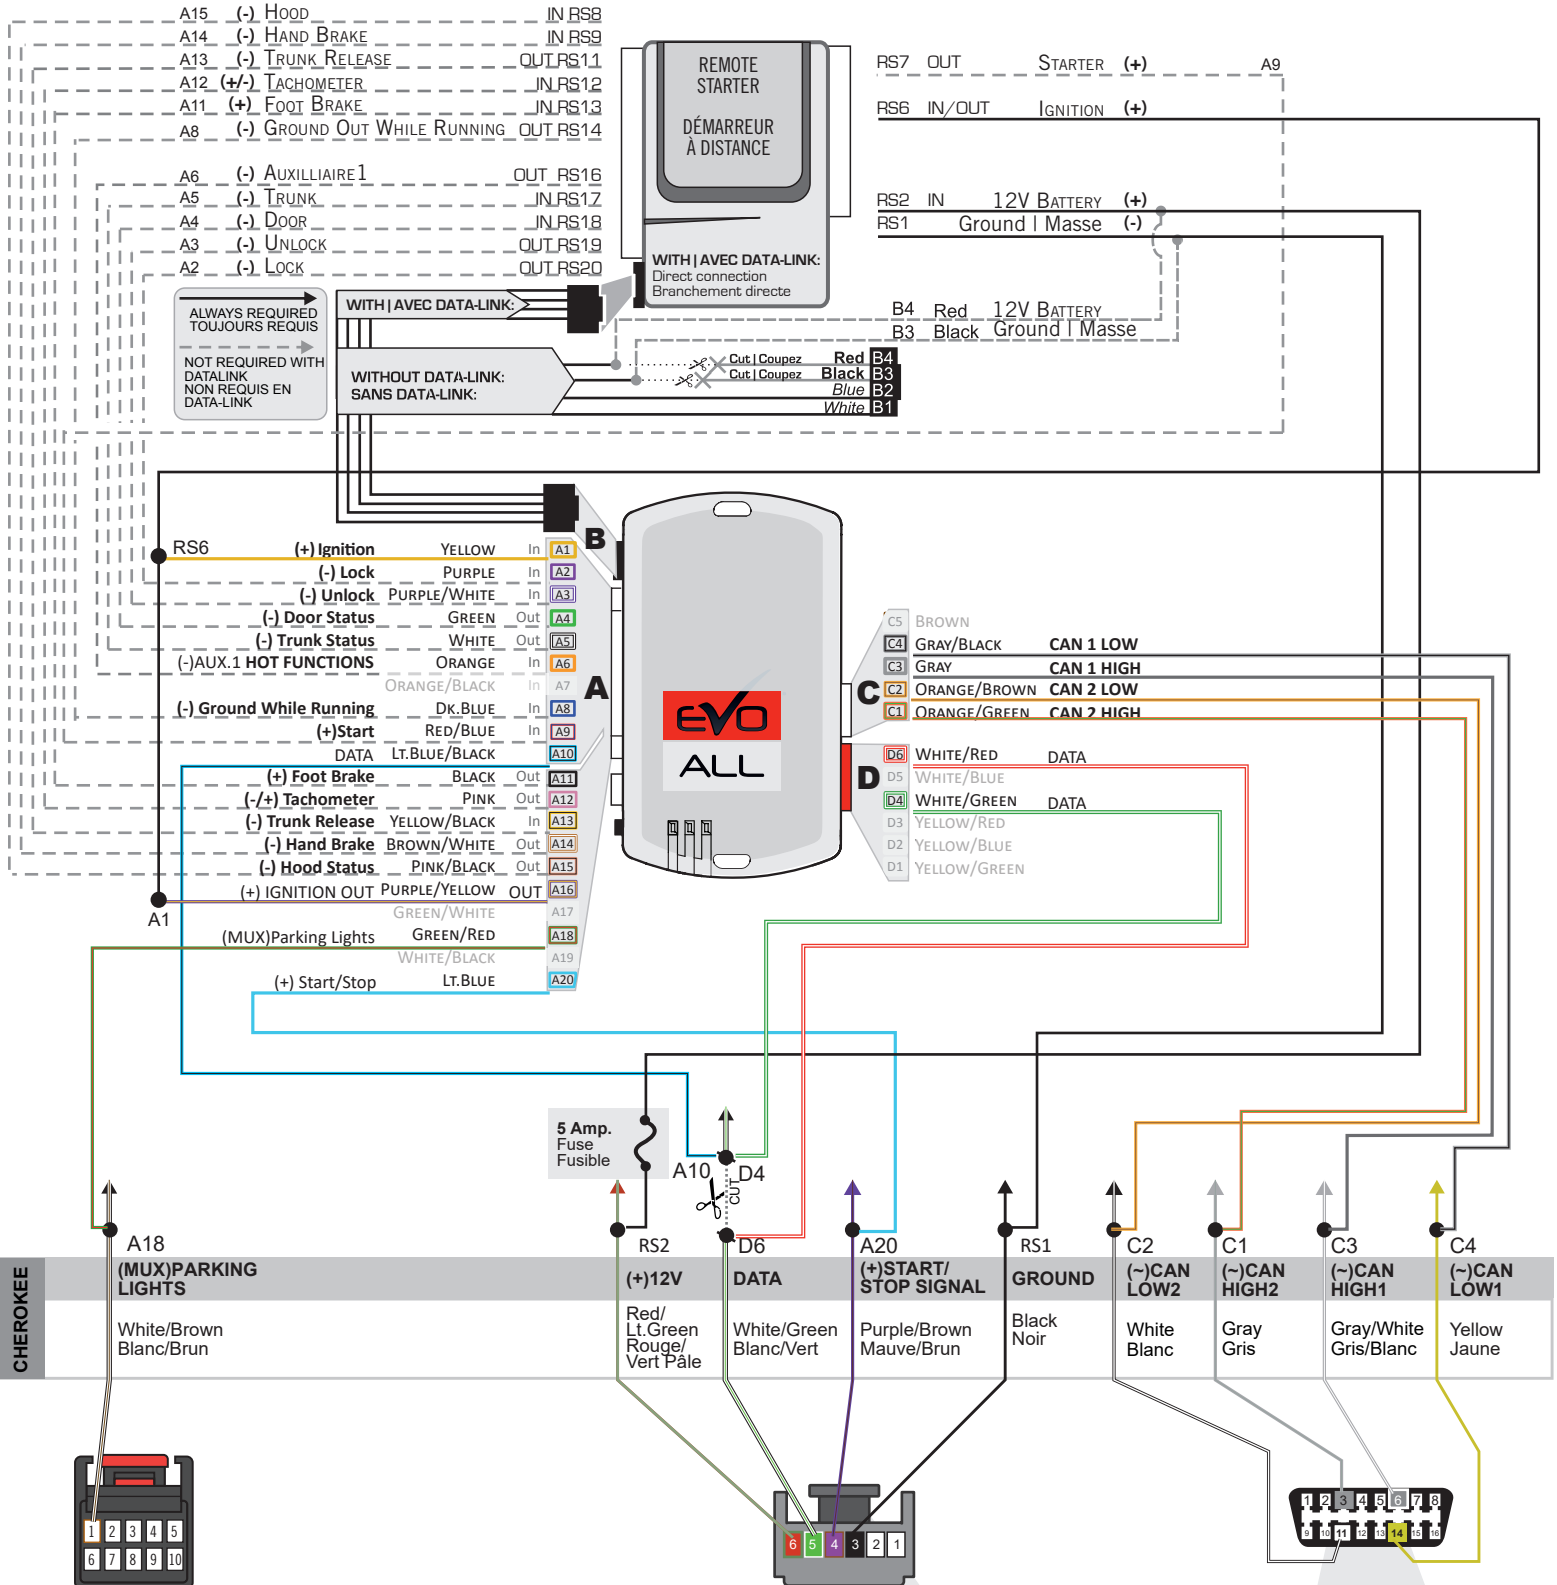 A15 (-) HOOD IN RS8
A14 (-) HAND BRAKE IN RS9
A13 (-) TRUNK RELEASE OUT RS11
A12 (+/-) TACHOMETER IN RS12
A11 (+) FOOT BRAKE IN RS13
A8 (-) GROUND OUT WHILE RUNNING OUT RS14
A6 (-) AUXILLIAIRE1 OUT RS16
A5 (-) TRUNK IN RS17
A4 (-) DOOR IN RS18
A3 (-) UNLOCK OUT RS19
A2 (-) LOCK OUT RS20
REMOTE
STARTER
DÉMARREUR
À DISTANCE
WITH | AVEC DATA-LINK:
Direct connection
Branchement directe
RS7 OUT STARTER (+) A9
RS6 IN/OUT IGNITION (+)
RS2 IN 12V BATTERY (+)
RS1 Ground | Masse (-)
B4 Red 12V BATTERY
B3 Black Ground | Masse
ALWAYS REQUIRED
TOUJOURS REQUIS
NOT REQUIRED WITH
DATALINK
NON REQUIS EN
DATA-LINK
WITH | AVEC DATA-LINK:
WITHOUT DATA-LINK:
SANS DATA-LINK:
Cut | Coupez Red B4
Cut | Coupez Black B3
Blue B2
White B1
B
A
C
D
RS6 (+) Ignition YELLOW In A1
(-) Lock PURPLE In A2
(-) Unlock PURPLE/WHITE In A3
(-) Door Status GREEN Out A4
(-) Trunk Status WHITE Out A5
(-)AUX.1 HOT FUNCTIONS ORANGE In A6
ORANGE/BLACK In A7
(-) Ground While Running DK.BLUE In A8
(+)Start RED/BLUE In A9
DATA LT.BLUE/BLACK A10
(+) Foot Brake BLACK Out A11
(-/+) Tachometer PINK Out A12
(-) Trunk Release YELLOW/BLACK In A13
(-) Hand Brake BROWN/WHITE Out A14
(-) Hood Status PINK/BLACK Out A15
(+) IGNITION OUT PURPLE/YELLOW OUT A16
A1
GREEN/WHITE A17
(MUX)Parking Lights GREEN/RED A18
WHITE/BLACK A19
(+) Start/Stop LT.BLUE A20
EVO
ALL
C5 BROWN
C4 GRAY/BLACK CAN 1 LOW
C3 GRAY CAN 1 HIGH
C2 ORANGE/BROWN CAN 2 LOW
C1 ORANGE/GREEN CAN 2 HIGH
D6 WHITE/RED DATA
D5 WHITE/BLUE
D4 WHITE/GREEN DATA
D3 YELLOW/RED
D2 YELLOW/BLUE
D1 YELLOW/GREEN
5 Amp.
Fuse
Fusible
A10 D4
CUT
A18 RS2 D6 A20 RS1 C2 C1 C3 C4
CHEROKEE
(MUX)PARKING
LIGHTS
(+)12V
DATA
(+)START/
STOP SIGNAL
GROUND
(~)CAN
LOW2
(~)CAN
HIGH2
(~)CAN
HIGH1
(~)CAN
LOW1
White/Brown
Blanc/Brun
Red/
Lt.Green
Rouge/
Vert Pâle
White/Green
Blanc/Vert
Purple/Brown
Mauve/Brun
Black
Noir
White
Blanc
Gray
Gris
Gray/White
Gris/Blanc
Yellow
Jaune
1 2 3 4 5
6 7 8 9 10
6 5 4 3 2 1
1 2 3 4 5 6 7 8
9 10 11 12 13 14 15 16